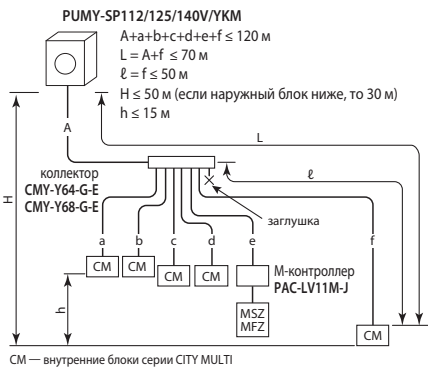 PUMY-SP112/125/140V/YKM
A+a+b+c+d+e+f ≤ 120 м
L = A+f ≤ 70 м
ℓ = f ≤ 50 м
H ≤ 50 м (если наружный блок ниже, то 30 м)
h ≤ 15 м
A
L
H
коллектор
CMY-Y64-G-E
CMY-Y68-G-E
ℓ
заглушка
a
b
c
d
e
f
CM
CM
CM
CM
М-контроллер
PAC-LV11M-J
h
MSZ
MFZ
CM
CM — внутренние блоки серии CITY MULTI